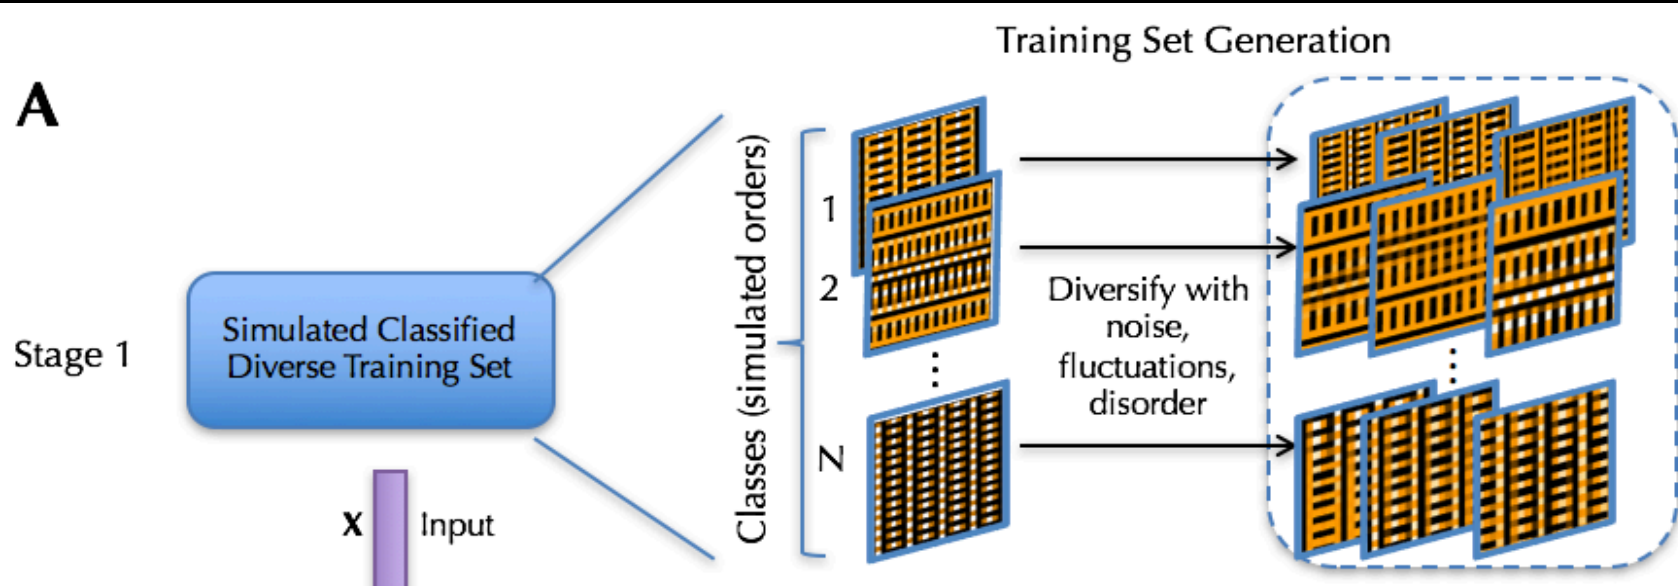 Training Set Generation
A
Stage 1
Simulated Classified
Diverse Training Set
X Input
Classes (simulated orders)
1
2
⋮
N
Diversify with
noise,
fluctuations,
disorder
⋮